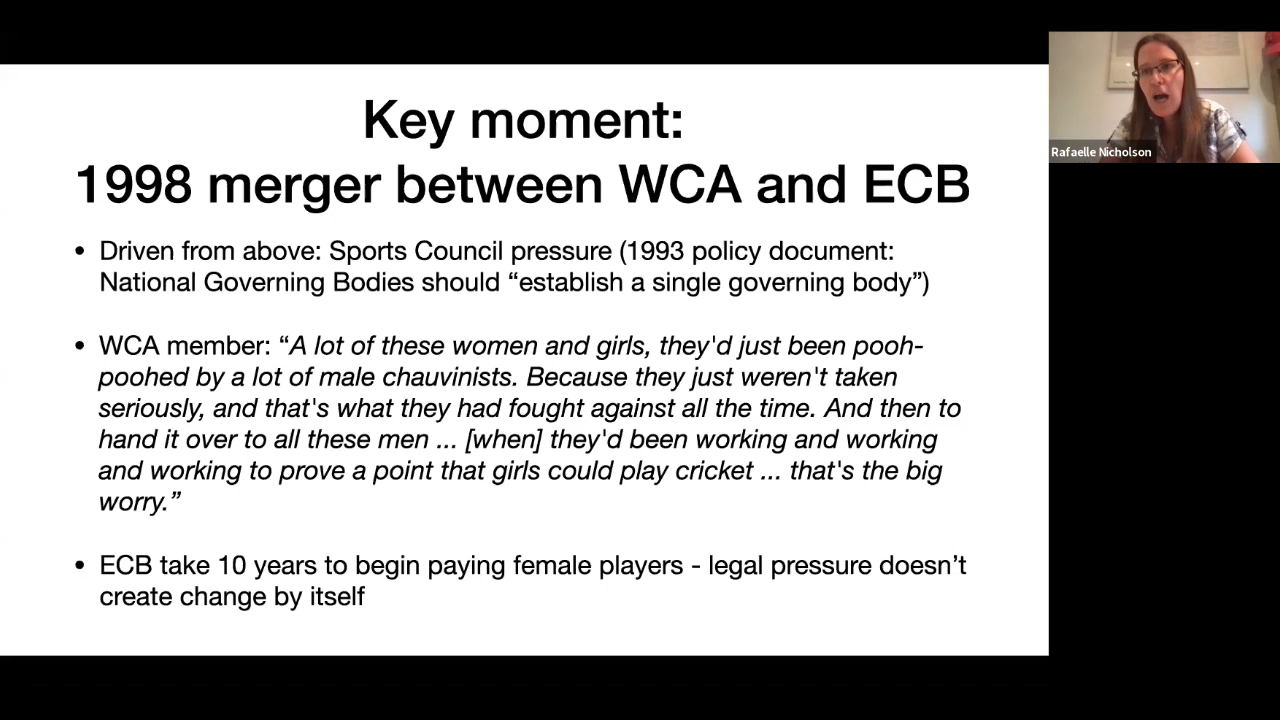 Key moment:
1998 merger between WCA and ECB
• Driven from above: Sports Council pressure (1993 policy document:
National Governing Bodies should “establish a single governing body”)
• WCA member: “A lot of these women and girls, they'd just been pooh-
poohed by a lot of male chauvinists. Because they just weren't taken
seriously, and that's what they had fought against all the time. And then to
hand it over to all these men ... [when] they'd been working and working
and working to prove a point that girls could play cricket ... that's the big
worry.”
• ECB take 10 years to begin paying female players - legal pressure doesn’t
create change by itself
Rafaelle Nicholson